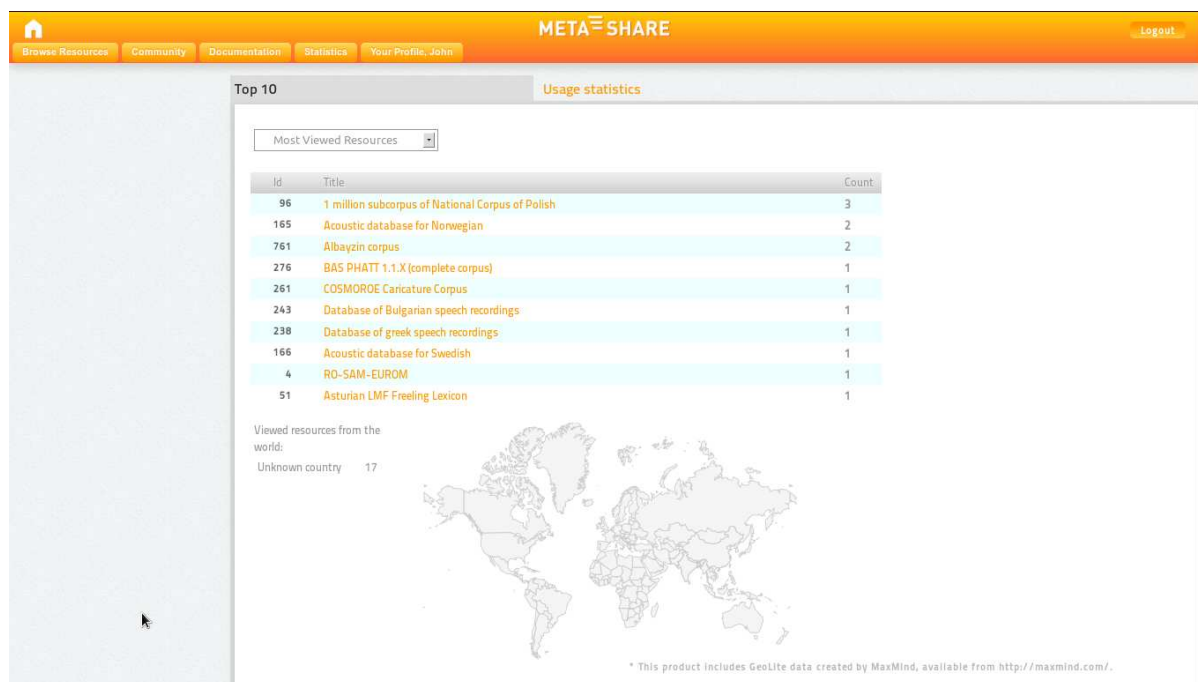 META SHARE
Logout
Browse Resources Community Documentation Statistics Your Profile, John
Top 10 Usage statistics
Most Viewed Resources
Id Title Count
96 1 million subcorpus of National Corpus of Polish 3
165 Acoustic database for Norwegian 2
761 Albayzin corpus 2
276 BAS PHATT 1.1.X (complete corpus) 1
261 COSMOROE Caricature Corpus 1
243 Database of Bulgarian speech recordings 1
238 Database of greek speech recordings 1
166 Acoustic database for Swedish 1
4 RO-SAM-EUROM 1
51 Asturian LMF Freeling Lexicon 1
Viewed resources from the
world:
Unknown country 17
* This product includes GeoLite data created by MaxMind, available from http://maxmind.com/.